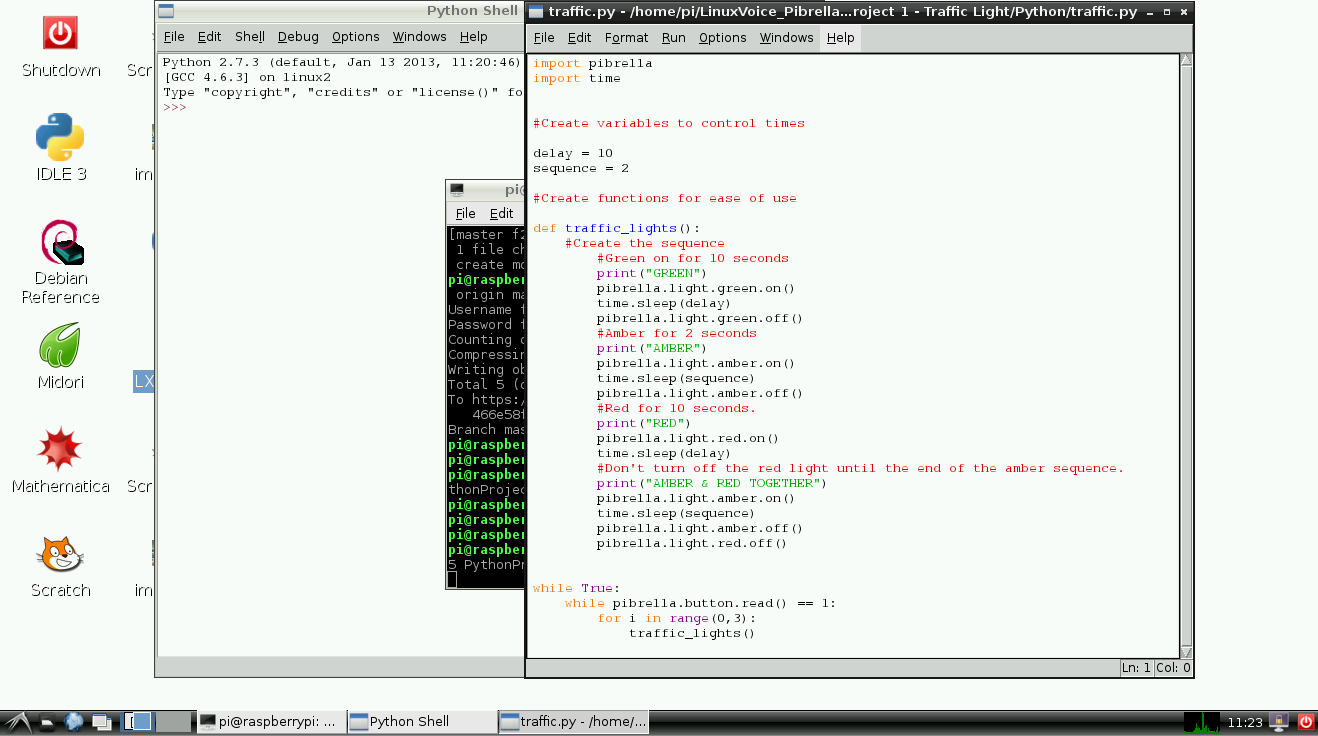 Shutdown
Scr
IDLE 3
im
Debian
Reference
Midori
LX
Mathematica
Scr
Scratch
im
Python Shell
File Edit Shell Debug Options Windows Help
Python 2.7.3 (default, Jan 13 2013, 11:20:46)
[GCC 4.6.3] on linux2
Type "copyright", "credits" or "license()" fo
>>>
pi@
File Edit
[master f2
1 file ch
create mo
pi@raspber
origin ma
Username f
Password f
Counting o
Compressin
Writing ob
Total 5 (d
To https:/
466e58f
Branch mas
pi@raspber
pi@raspber
pi@raspber
thonProjec
pi@raspber
pi@raspber
pi@raspber
pi@raspber
5 PythonPr
traffic.py - /home/pi/LinuxVoice_Pibrella...roject 1 - Traffic Light/Python/traffic.py
File Edit Format Run Options Windows Help
import pibrella
import time
#Create variables to control times
delay = 10
sequence = 2
#Create functions for ease of use
def traffic_lights():
#Create the sequence
#Green on for 10 seconds
print("GREEN")
pibrella.light.green.on()
time.sleep(delay)
pibrella.light.green.off()
#Amber for 2 seconds
print("AMBER")
pibrella.light.amber.on()
time.sleep(sequence)
pibrella.light.amber.off()
#Red for 10 seconds.
print("RED")
pibrella.light.red.on()
time.sleep(delay)
#Don't turn off the red light until the end of the amber sequence.
print("AMBER & RED TOGETHER")
pibrella.light.amber.on()
time.sleep(sequence)
pibrella.light.amber.off()
pibrella.light.red.off()
while True:
while pibrella.button.read() == 1:
for i in range(0,3):
traffic_lights()
Ln: 1 Col: 0
pi@raspberrypi: ...
Python Shell
traffic.py - /home/...
11:23